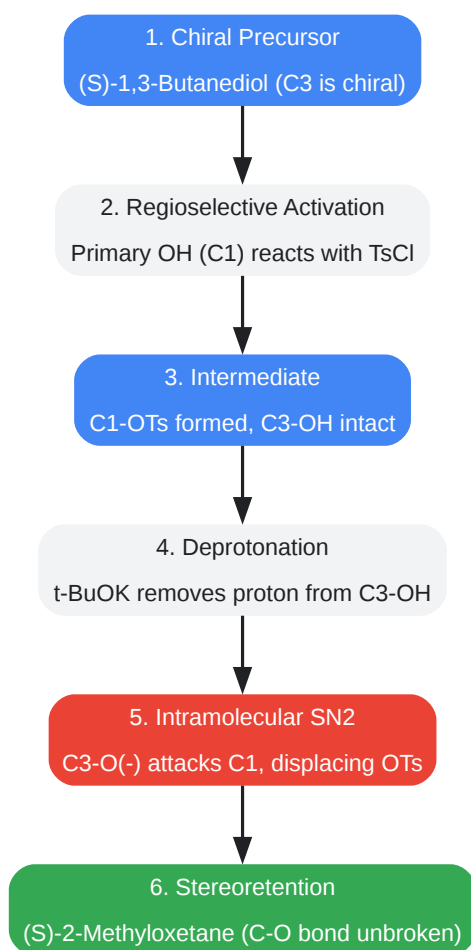 1. Chiral Precursor
(S)-1,3-Butanediol (C3 is chiral)
2. Regioselective Activation
Primary OH (C1) reacts with TsCl
3. Intermediate
C1-OTs formed, C3-OH intact
4. Deprotonation
t-BuOK removes proton from C3-OH
5. Intramolecular SN2
C3-O(-) attacks C1, displacing OTs
6. Stereoretention
(S)-2-Methyloxetane (C-O bond unbroken)